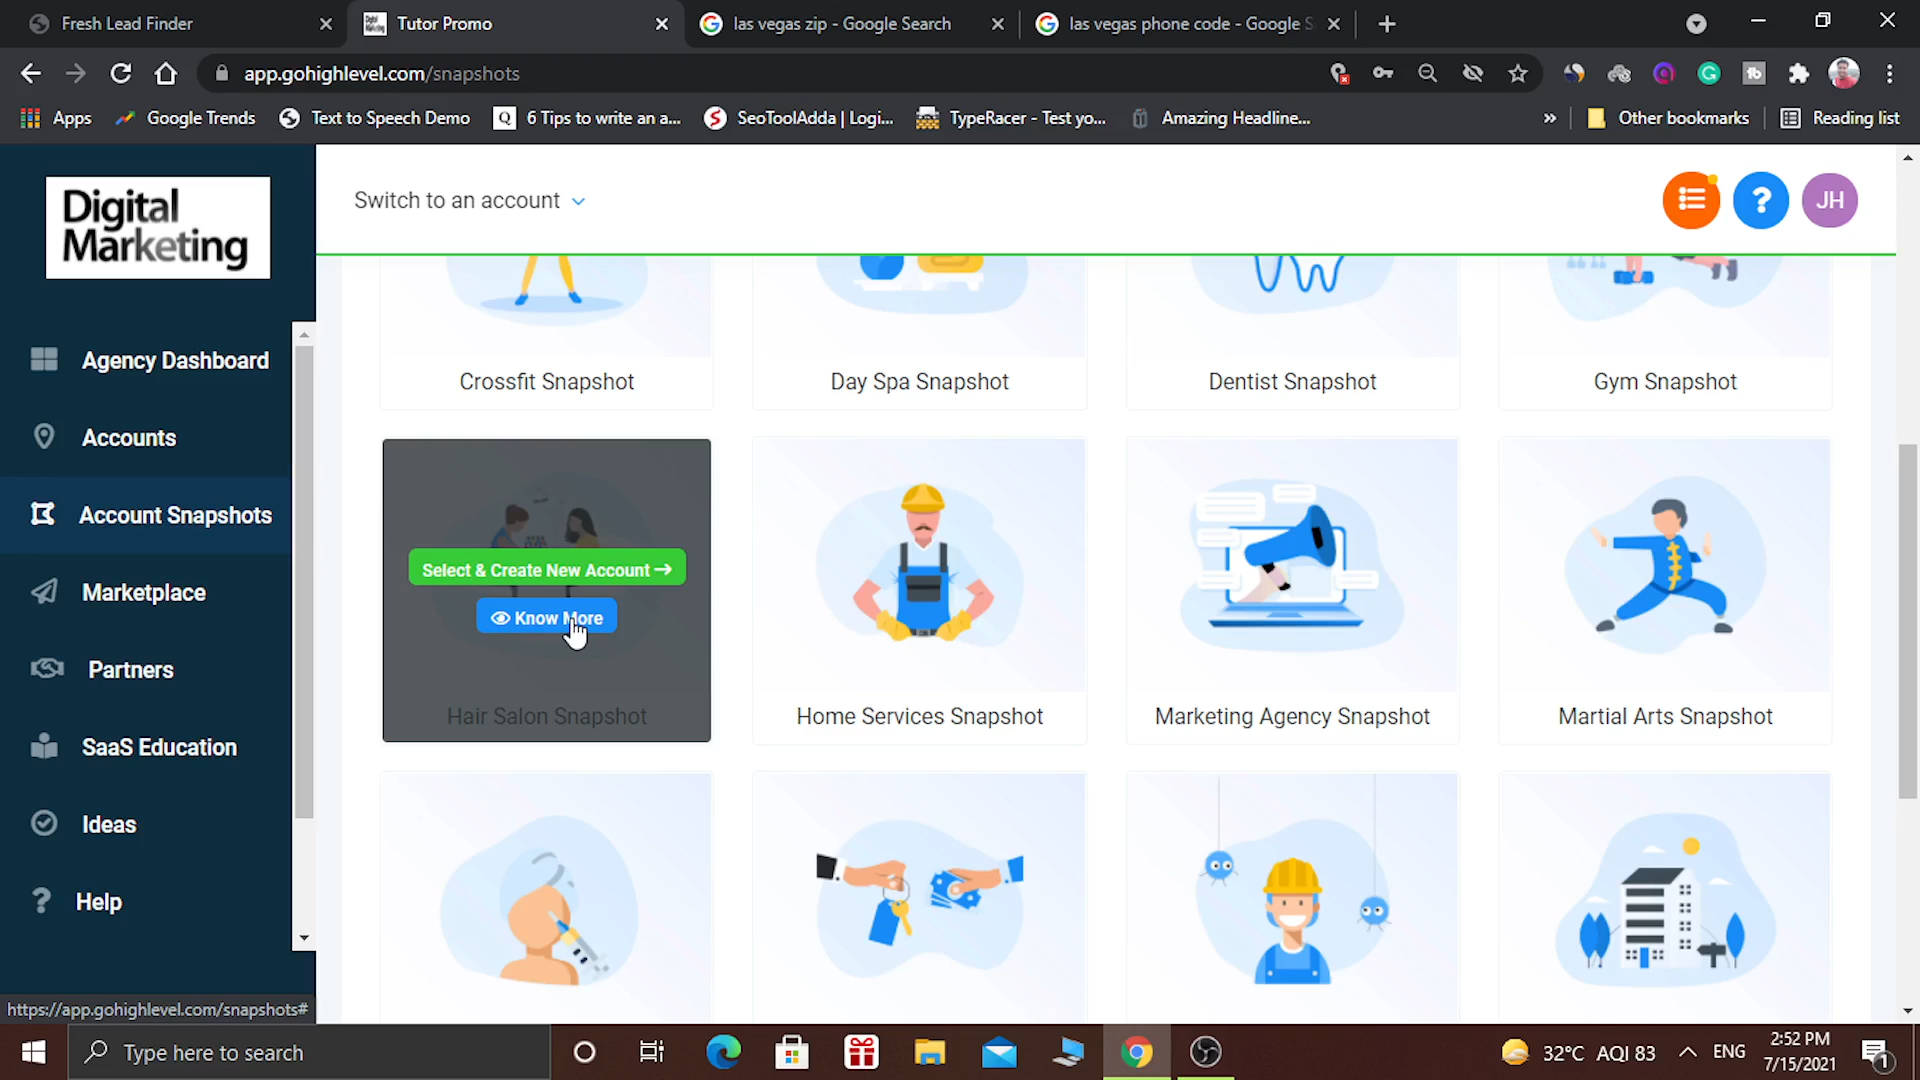 Fresh Lead Finder
Tutor Promo
las vegas zip - Google Search
las vegas phone code - Google S
app.gohighlevel.com/snapshots
Apps
Google Trends
Text to Speech Demo
6 Tips to write an a...
SeoToolAdda | Logi...
TypeRacer - Test yo...
Amazing Headline...
»
Other bookmarks
Reading list
Digital
Marketing
Switch to an account
?
JH
Agency Dashboard
Accounts
Account Snapshots
Marketplace
Partners
SaaS Education
Ideas
Help
Crossfit Snapshot
Day Spa Snapshot
Dentist Snapshot
Gym Snapshot
Select & Create New Account →
Know More
Hair Salon Snapshot
Home Services Snapshot
Marketing Agency Snapshot
Martial Arts Snapshot
https://app.gohighlevel.com/snapshots#
Type here to search
32°C AQI 83
ENG
2:52 PM
7/15/2021
1